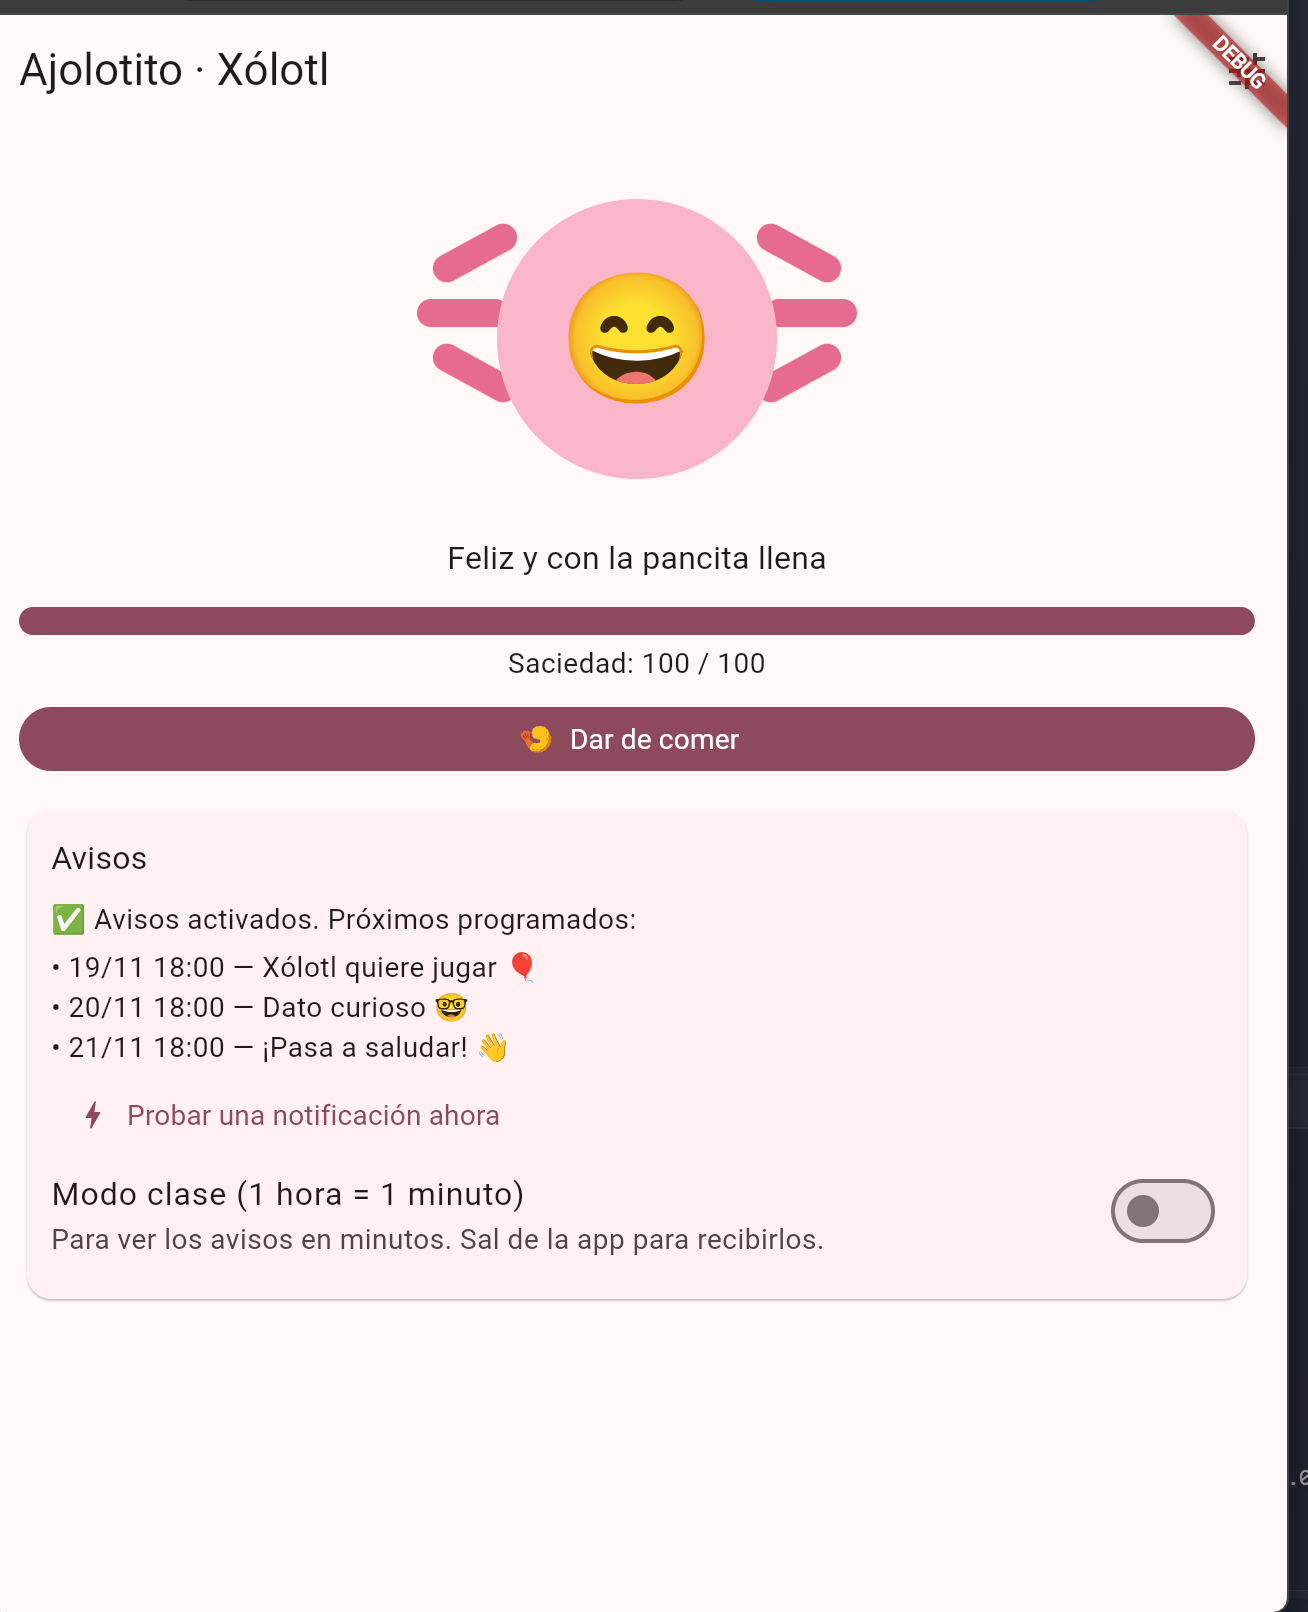 Ajolotito · Xólotl
DEBUG
Feliz y con la pancita llena
Saciedad: 100 / 100
🍤 Dar de comer
Avisos
✅ Avisos activados. Próximos programados:
• 19/11 18:00 — Xólotl quiere jugar 🎈
• 20/11 18:00 — Dato curioso 🤓
• 21/11 18:00 — ¡Pasa a saludar! 👋
Probar una notificación ahora
Modo clase (1 hora = 1 minuto)
Para ver los avisos en minutos. Sal de la app para recibirlos.